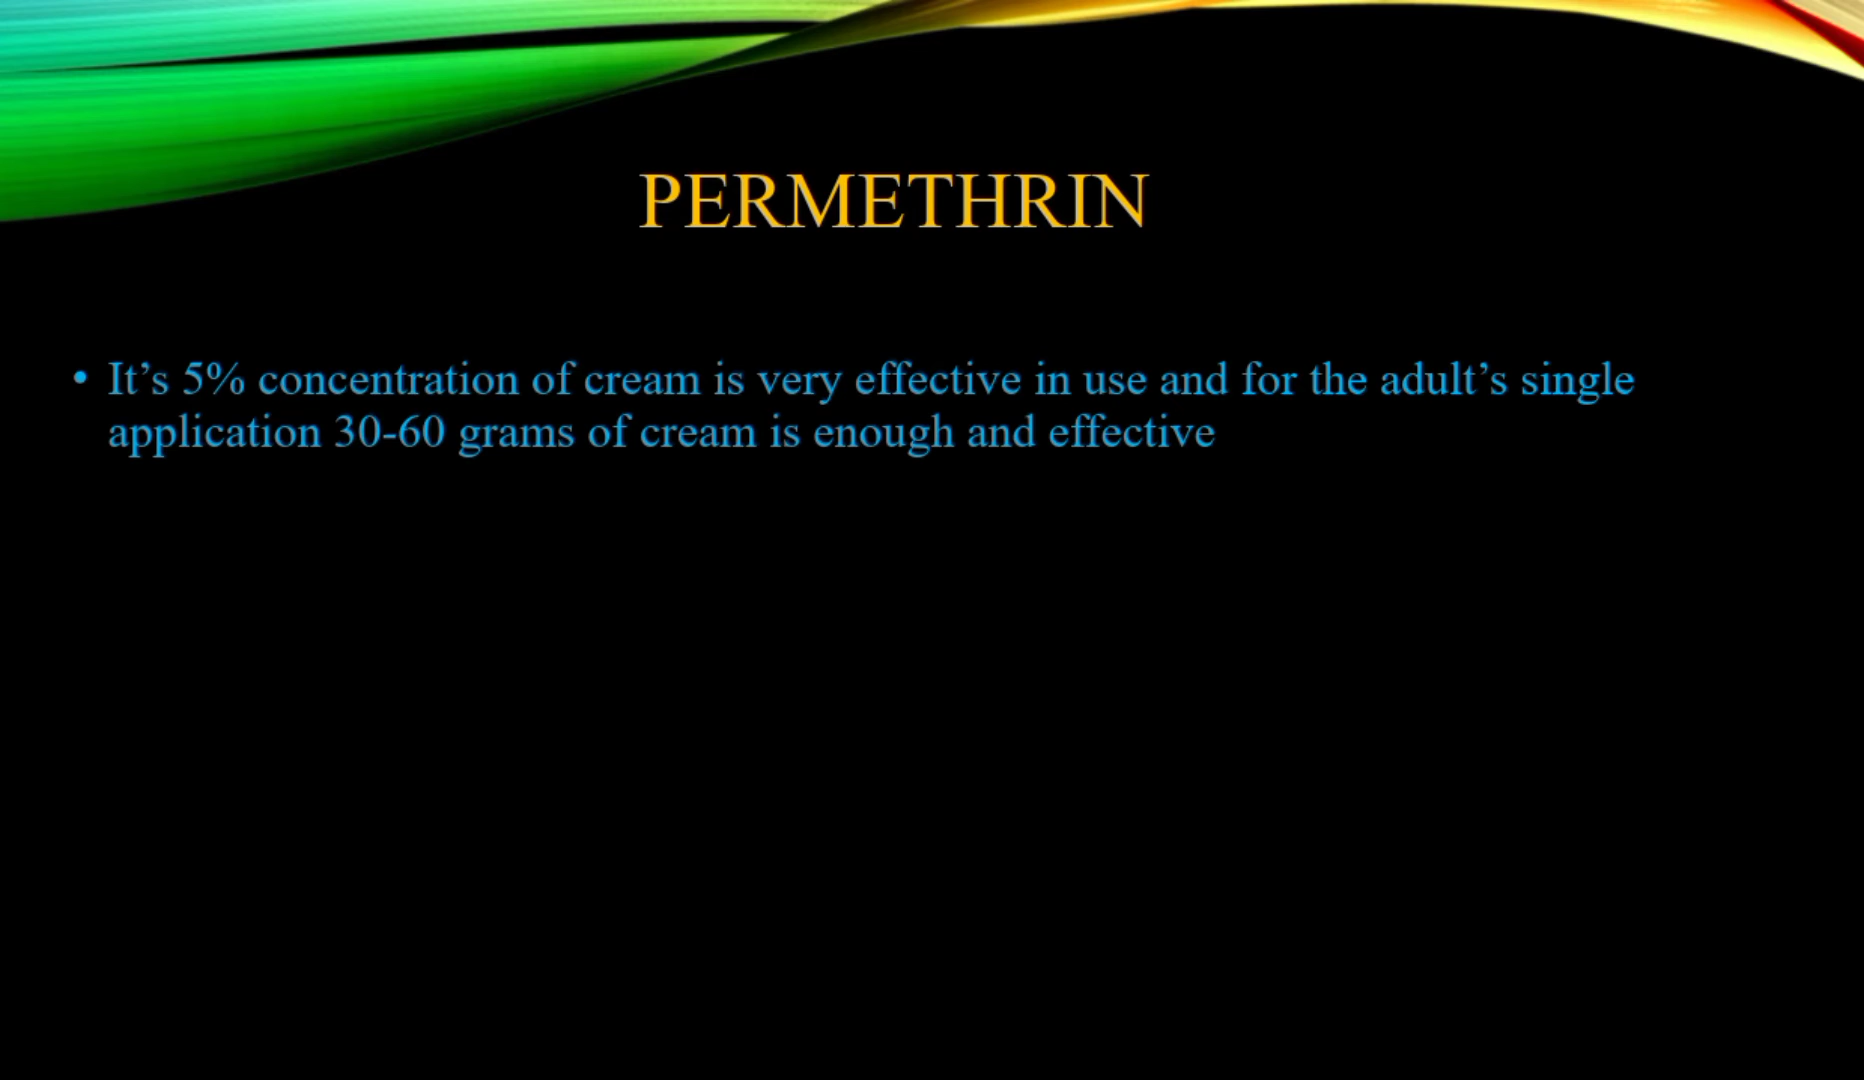 PERMETHRIN
• It’s 5% concentration of cream is very effective in use and for the adult’s single
application 30-60 grams of cream is enough and effective